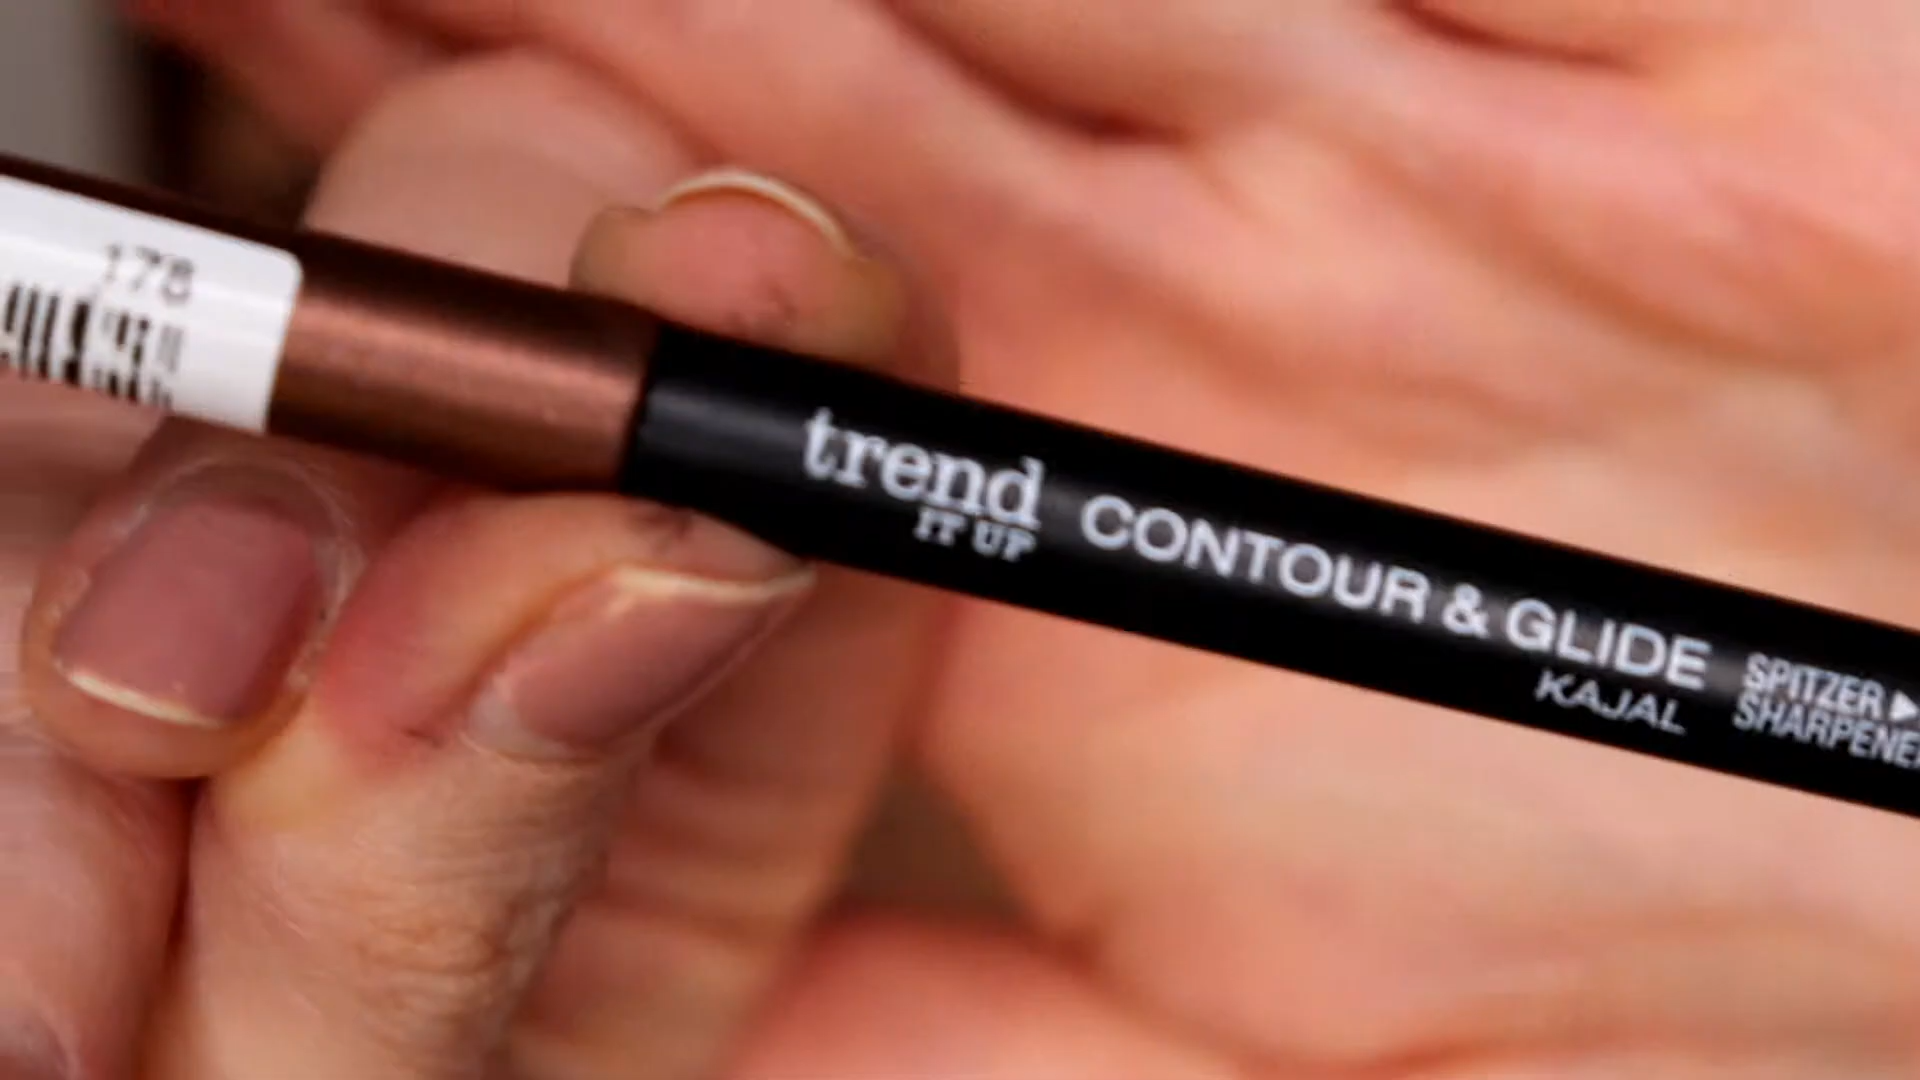 178
trend
IT UP
CONTOUR & GLIDE
KAJAL
SPITZER
SHARPENER